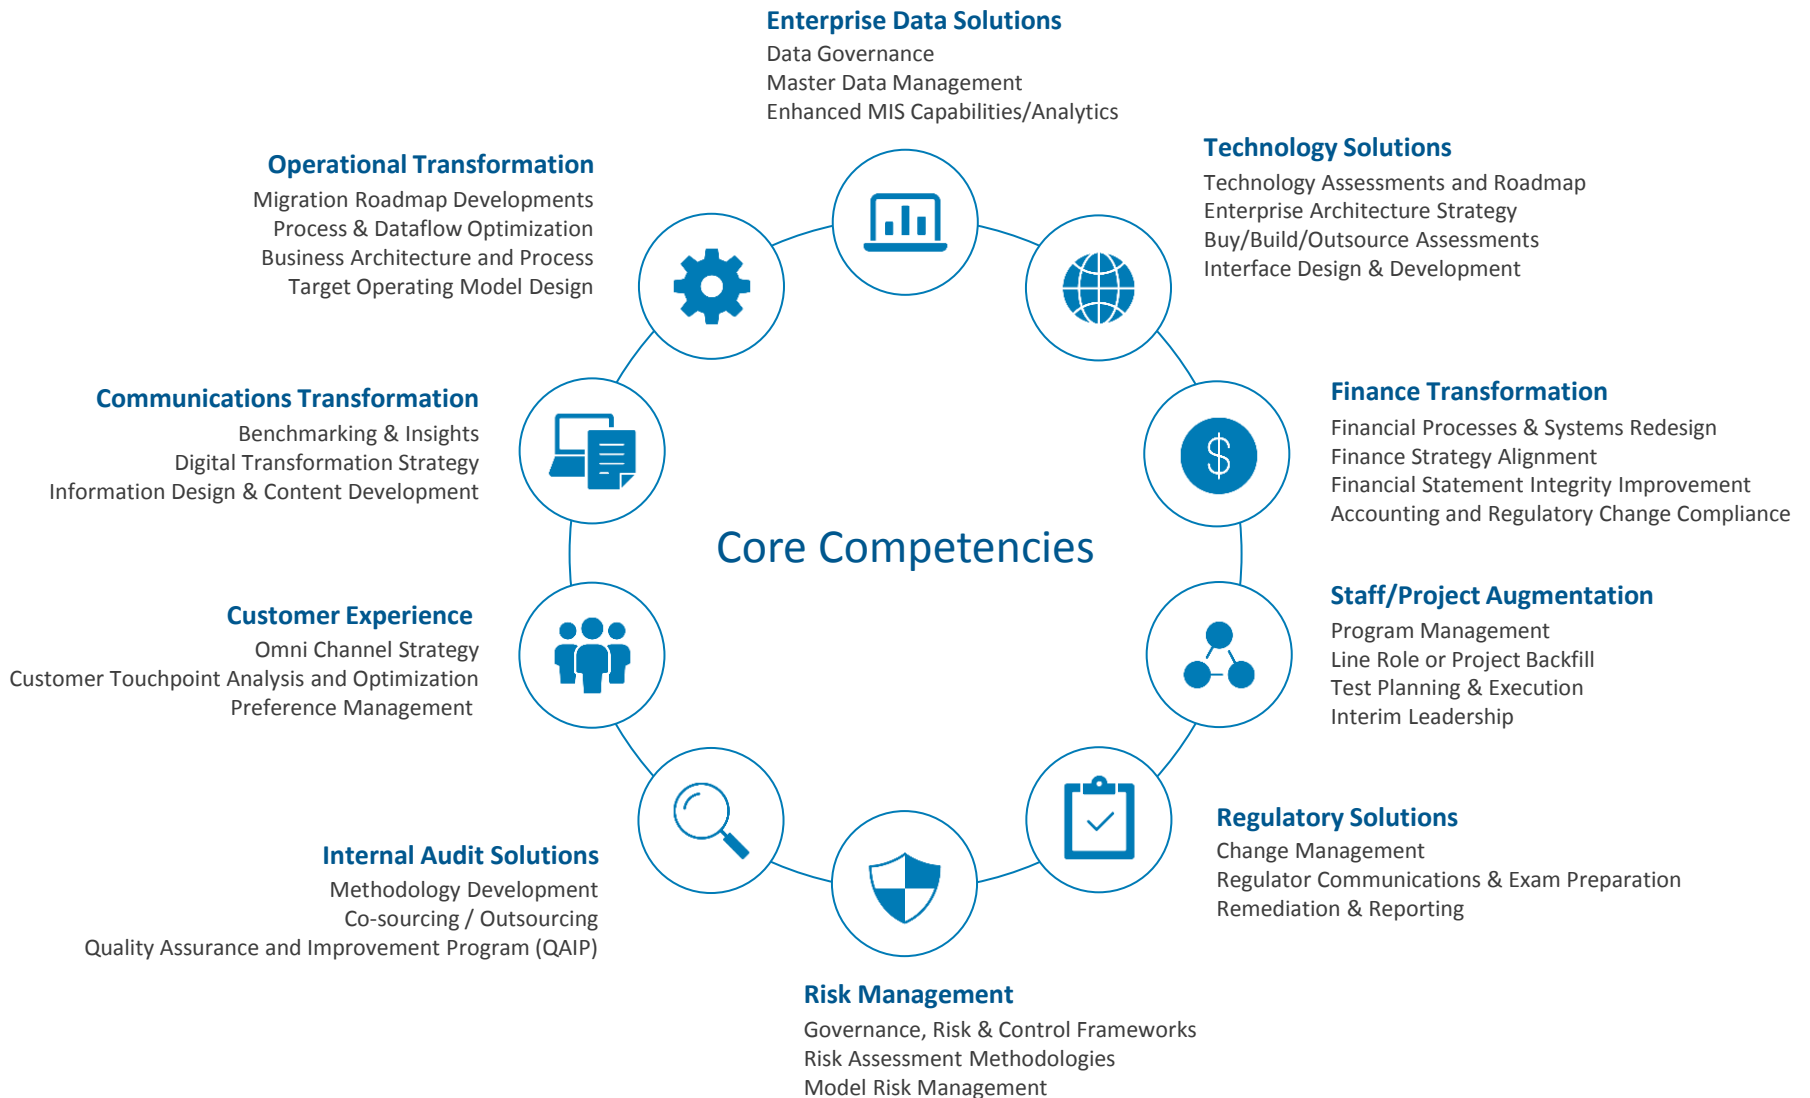 Enterprise Data Solutions
Data Governance
Master Data Management
Enhanced MIS Capabilities/Analytics
Technology Solutions
Technology Assessments and Roadmap
Enterprise Architecture Strategy
Buy/Build/Outsource Assessments
Interface Design & Development
Finance Transformation
Financial Processes & Systems Redesign
Finance Strategy Alignment
Financial Statement Integrity Improvement
Accounting and Regulatory Change Compliance
Staff/Project Augmentation
Program Management
Line Role or Project Backfill
Test Planning & Execution
Interim Leadership
Regulatory Solutions
Change Management
Regulator Communications & Exam Preparation
Remediation & Reporting
Risk Management
Governance, Risk & Control Frameworks
Risk Assessment Methodologies
Model Risk Management
Internal Audit Solutions
Methodology Development
Co-sourcing / Outsourcing
Quality Assurance and Improvement Program (QAIP)
Customer Experience
Omni Channel Strategy
Customer Touchpoint Analysis and Optimization
Preference Management
Communications Transformation
Benchmarking & Insights
Digital Transformation Strategy
Information Design & Content Development
Operational Transformation
Migration Roadmap Developments
Process & Dataflow Optimization
Business Architecture and Process
Target Operating Model Design
Core Competencies
$